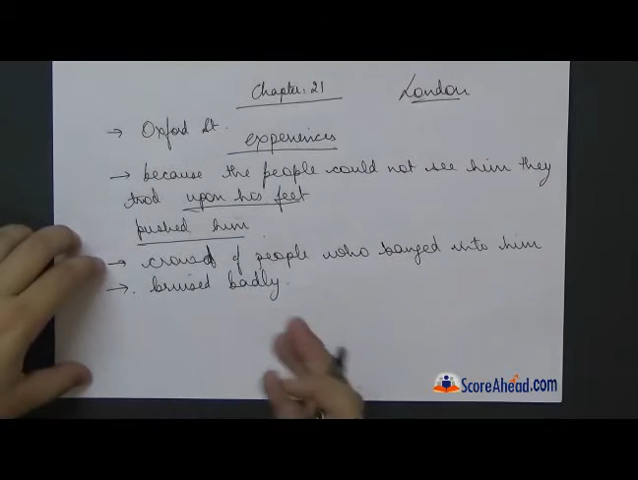 Chapter: 21
London
→ Oxford St.
experiences
→ because the people could not see him they
trod upon his feet
pushed him
→ crowd of people who banged into him
→. bruised badly.
ScoreAhead.com